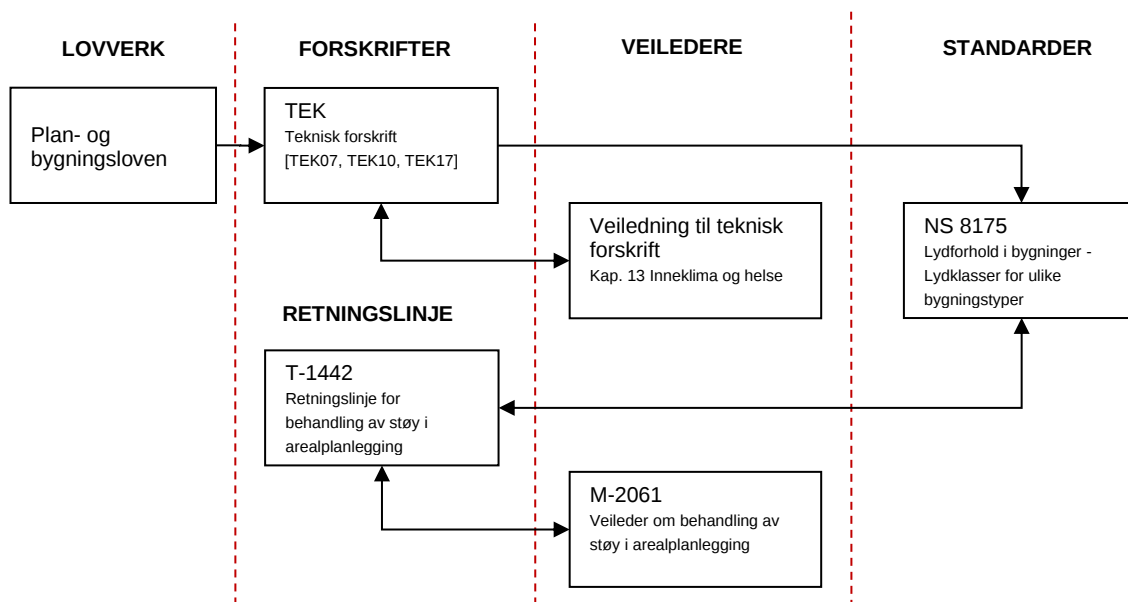 LOVVERK
FORSKRIFTER
VEILEDERE
STANDARDER
Plan- og
bygningsloven
TEK
Teknisk forskrift
[TEK07, TEK10, TEK17]
Veiledning til teknisk
forskrift
Kap. 13 Inneklima og helse
NS 8175
Lydforhold i bygninger -
Lydklasser for ulike
bygningstyper
RETNINGSLINJE
T-1442
Retningslinje for
behandling av støy i
arealplanlegging
M-2061
Veileder om behandling av
støy i arealplanlegging